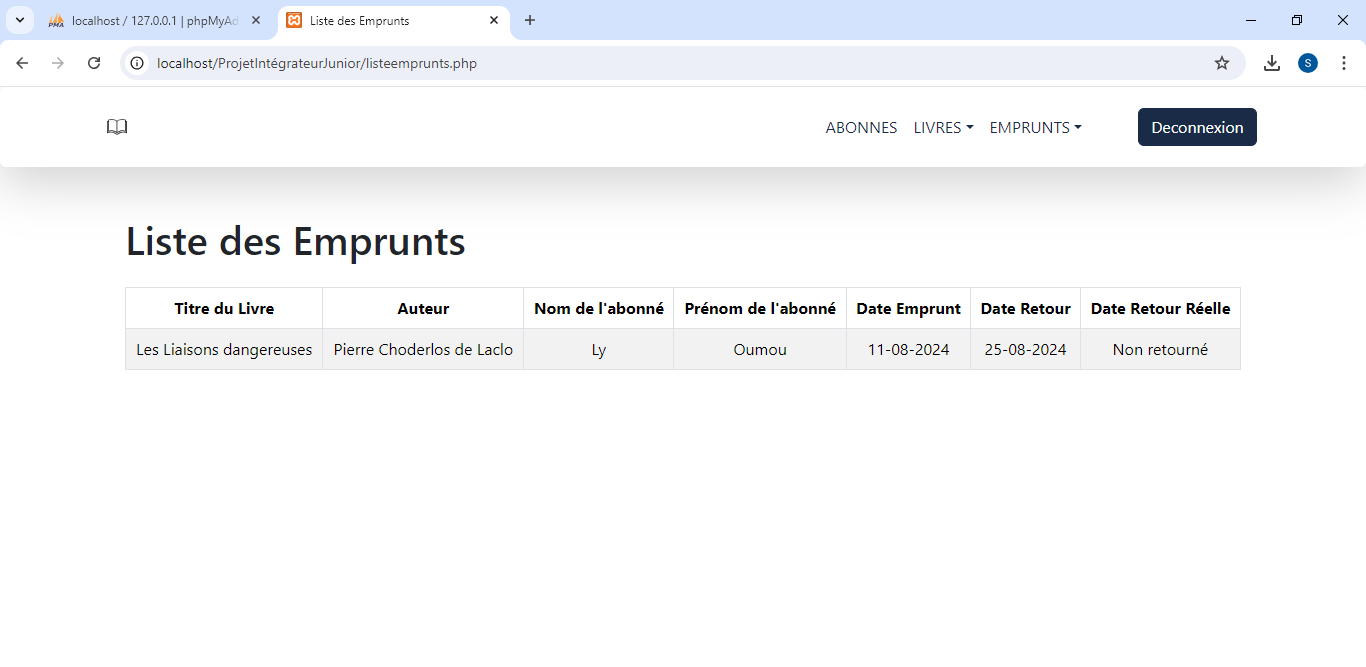 localhost / 127.0.0.1 | phpMyAd
Liste des Emprunts
localhost/ProjetIntégrateurJunior/listeemprunts.php
S
ABONNES LIVRES EMPRUNTS Deconnexion
Liste des Emprunts
Titre du Livre Auteur Nom de l'abonné Prénom de l'abonné Date Emprunt Date Retour Date Retour Réelle
Les Liaisons dangereuses Pierre Choderlos de Laclo Ly Oumou 11-08-2024 25-08-2024 Non retourné